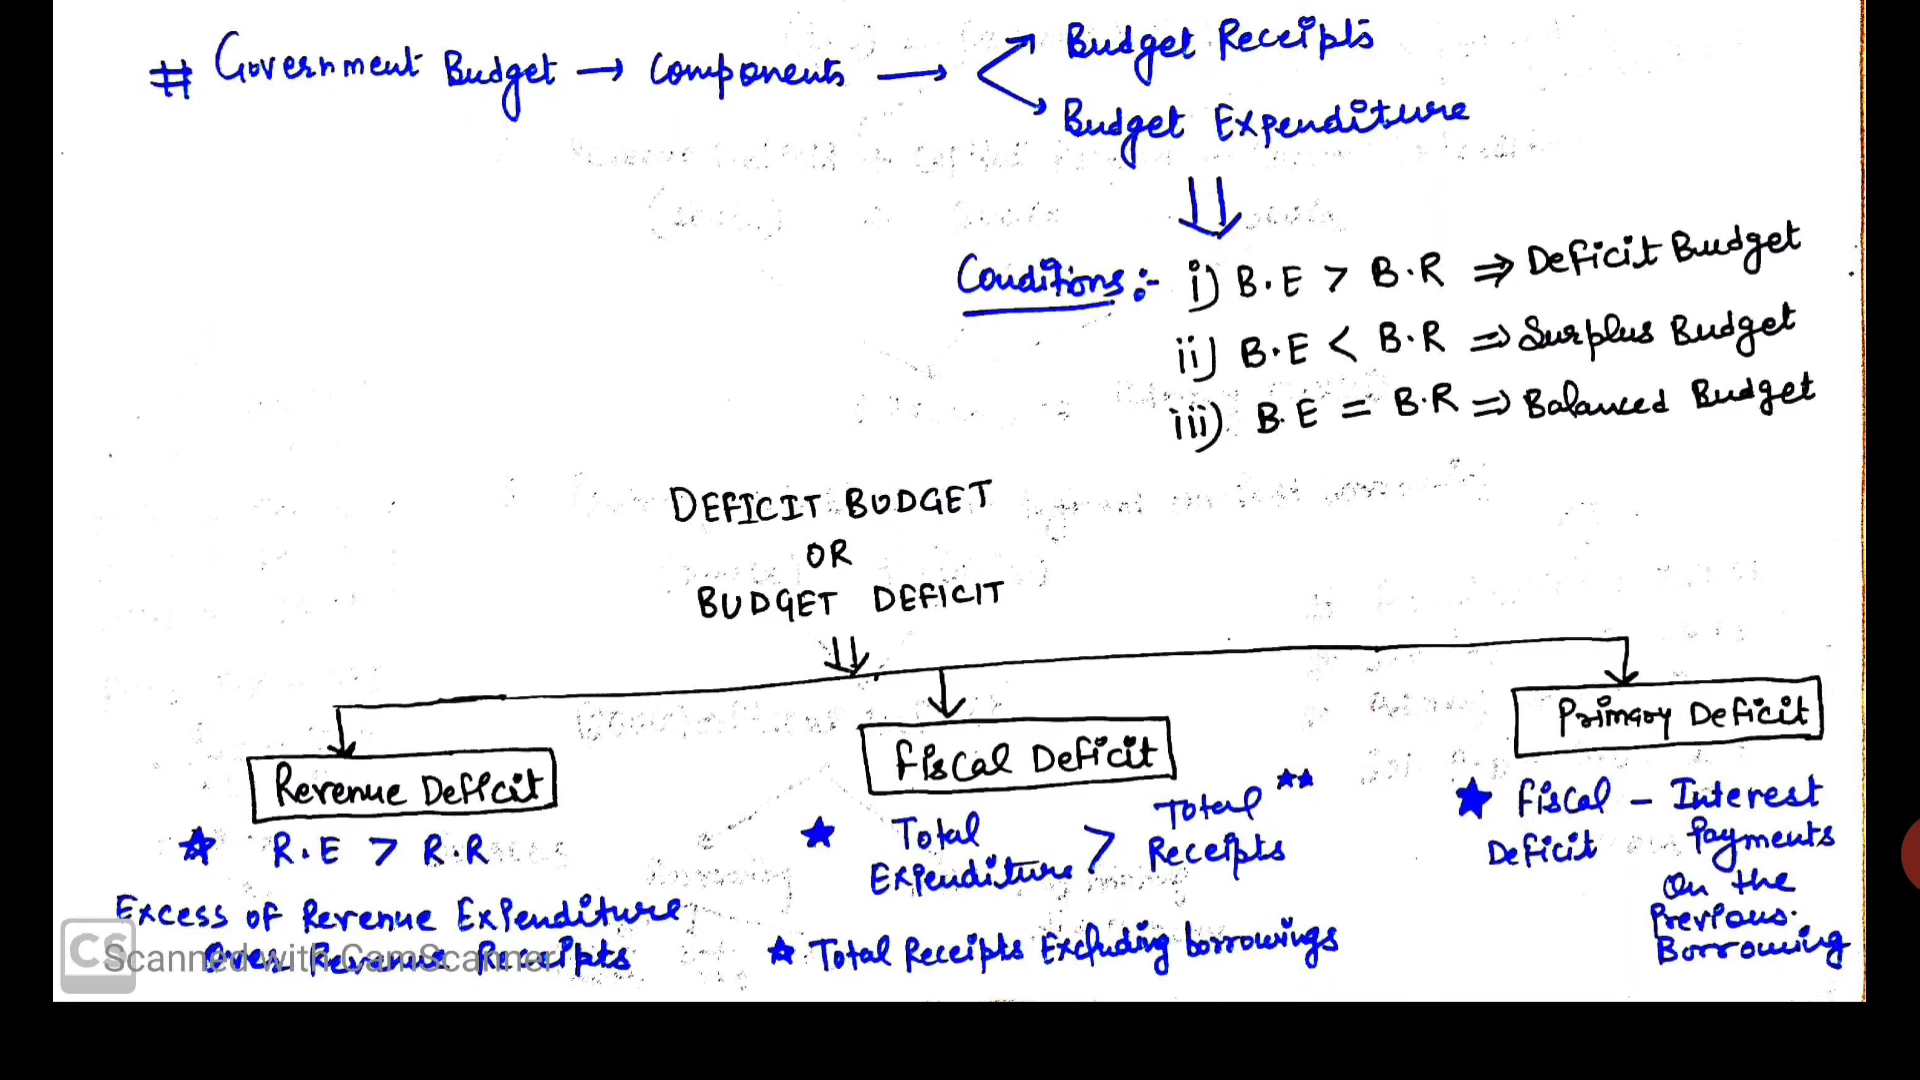 # Government Budget → Components →
Budget Receipts
Budget Expenditure
Conditions :- i) B.E > B.R ⇒ Deficit Budget
ii) B.E < B.R ⇒ Surplus Budget
iii) B.E = B.R ⇒ Balanced Budget
DEFICIT BUDGET
OR
BUDGET DEFICIT
Revenue Deficit
★ R.E > R.R
Excess of Revenue Expenditure
Over Revenue Receipts
Fiscal Deficit
★ Total Expenditure > Total Receipts **
★ Total Receipts Excluding borrowings
Primary Deficit
★ Fiscal Deficit - Interest
Payments
On the
Previous
Borrowing
CS Scanned with CamScanner